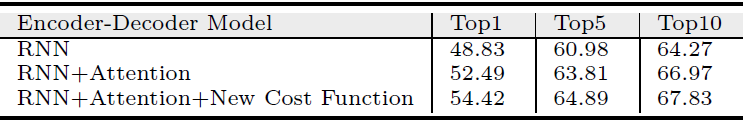 Encoder-Decoder Model Top1 Top5 Top10
RNN 48.83 60.98 64.27
RNN+Attention 52.49 63.81 66.97
RNN+Attention+New Cost Function 54.42 64.89 67.83